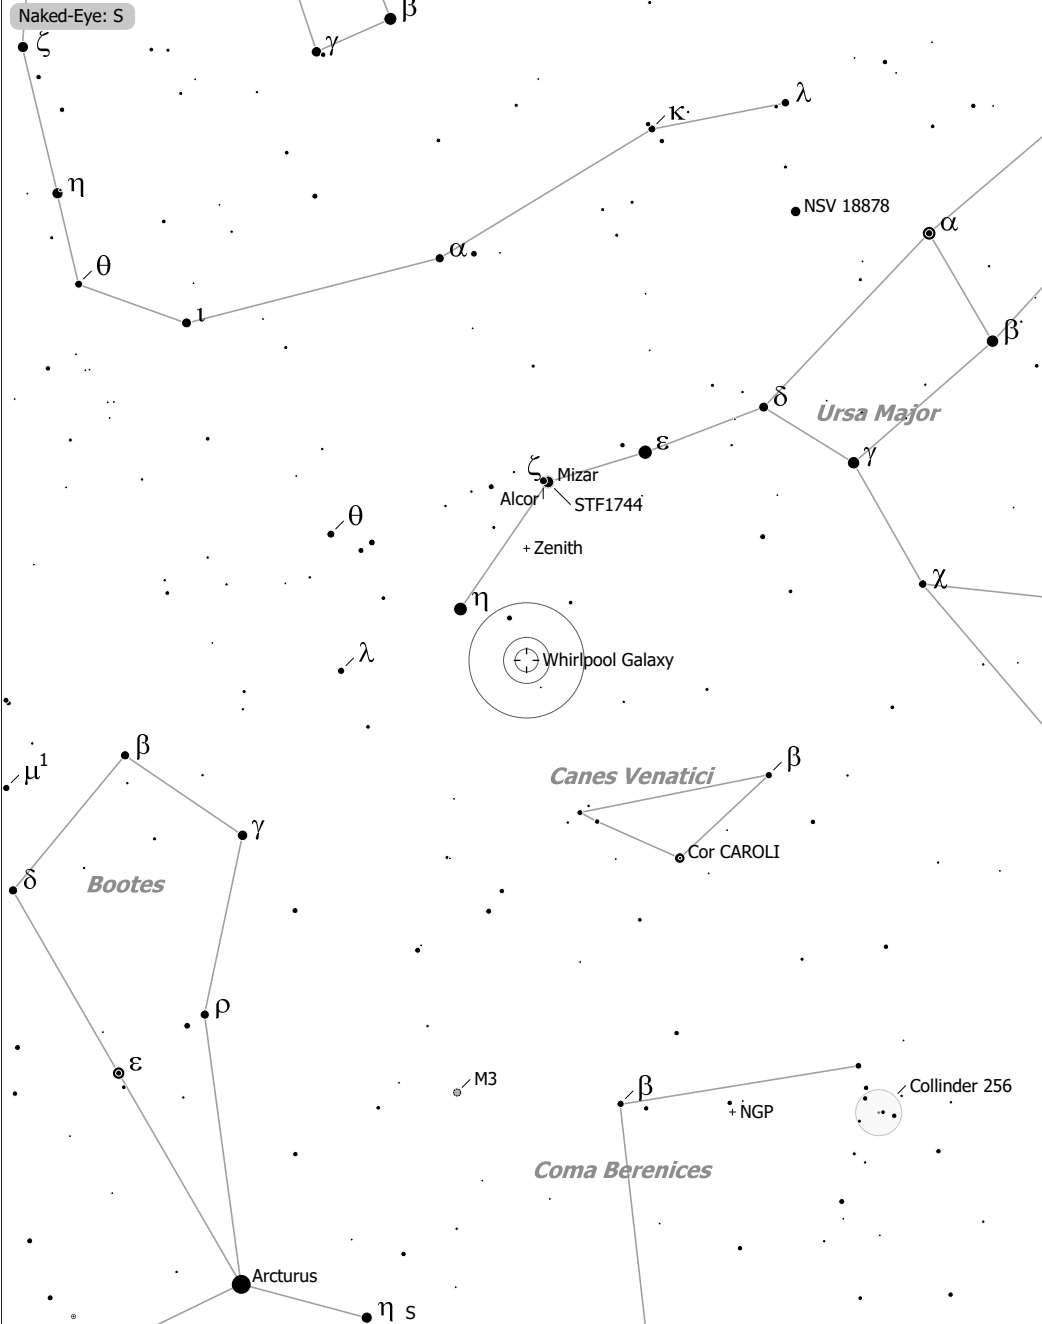 Naked-Eye: S
β
ζ
γ
λ
κ
η
NSV 18878
α
α
θ
ι
β
δ
Ursa Major
ε
γ
ζ
Mizar
Alcor
STF1744
θ
Zenith
χ
η
λ
Whirlpool Galaxy
β
β
μ1
Canes Venatici
γ
Cor CAROLI
δ
Bootes
ρ
ε
M3
β
Collinder 256
NGP
Coma Berenices
Arcturus
η S